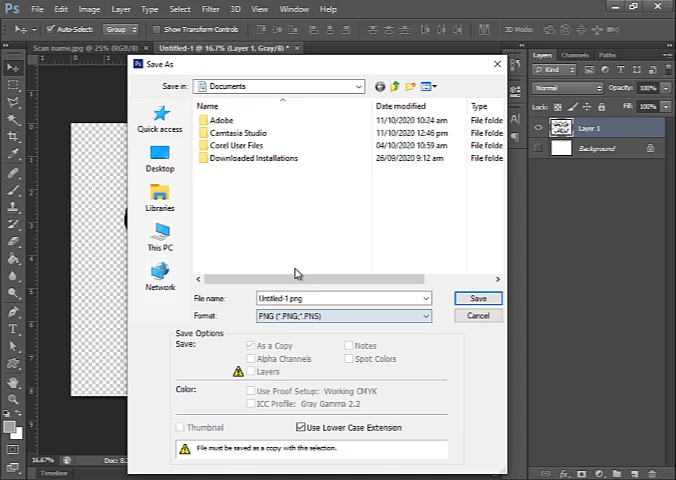 Ps File Edit Image Layer Type Select Filter 3D View Window Help
Auto-Select: Group Show Transform Controls 3D Mode:
Scan name.jpg @ 25% (RGB/8) × Untitled-1 @ 16.7% (Layer 1, Gray/8) * ×
Save As
Save in: Documents
Name Date modified Type
Adobe 11/10/2020 10:24 am File folde
Camtasia Studio 11/10/2020 12:46 pm File folde
Corel User Files 04/10/2020 10:59 am File folde
Downloaded Installations 26/09/2020 9:12 am File folde
Quick access
Desktop
Libraries
This PC
Network
File name: Untitled-1.png Save
Format: PNG (*.PNG;*.PNS) Cancel
Save Options
Save: As a Copy Notes
Alpha Channels Spot Colors
Layers
Color: Use Proof Setup: Working CMYK
ICC Profile: Gray Gamma 2.2
Thumbnail Use Lower Case Extension
File must be saved as a copy with this selection.
Layers Channels Paths
Kind
Normal Opacity: 100%
Lock: Fill: 100%
Layer 1
Background
16.67%
Timeline